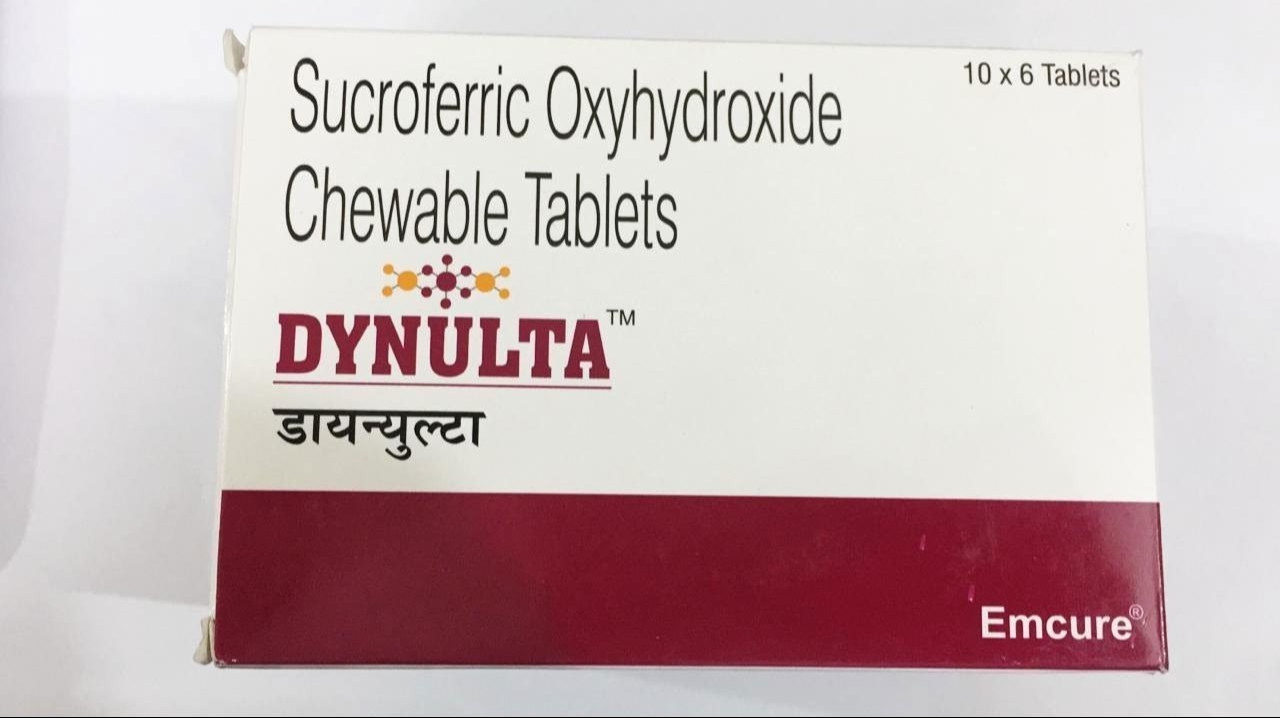 Sucroferric Oxyhydroxide
10 x 6 Tablets
Chewable Tablets
DYNULTA™
डायन्युल्टा
Emcure®